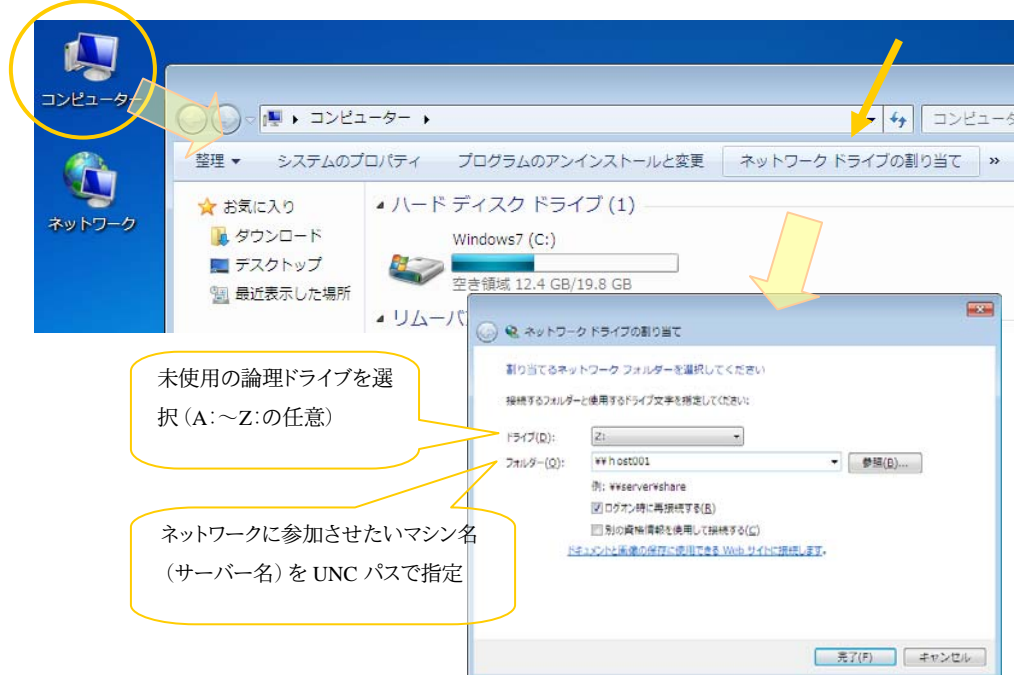 コンピューター
ネットワーク
コンピューター
コンピュータ
整理
システムのプロパティ
プログラムのアンインストールと変更
ネットワーク ドライブの割り当て
»
お気に入り
ダウンロード
デスクトップ
最近表示した場所
ハード ディスク ドライブ (1)
Windows7 (C:)
空き領域 12.4 GB/19.8 GB
リムーバ
ネットワーク ドライブの割り当て
割り当てるネットワーク フォルダーを選択してください
接続するフォルダーと使用するドライブ文字を指定してください:
ドライブ(D): Z:
フォルダー(O): ¥¥host001 参照(B)...
例: ¥¥server¥share
ログオン時に再接続する(R)
別の資格情報を使用して接続する(C)
ドキュメントと画像の保存に使用できる Web サイトに接続します。
完了(F) キャンセル
未使用の論理ドライブを選
択(A:～Z:の任意)
ネットワークに参加させたいマシン名
(サーバー名)を UNC パスで指定